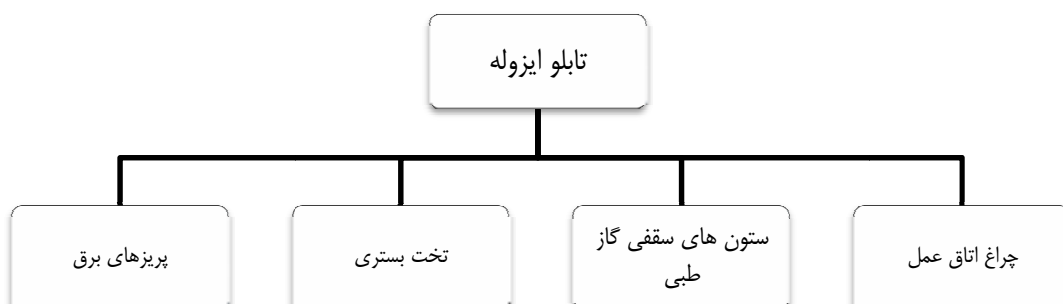 تابلو ایزوله
چراغ اتاق عمل
ستون های سقفی گاز
طبی
تخت بستری
پریزهای برق